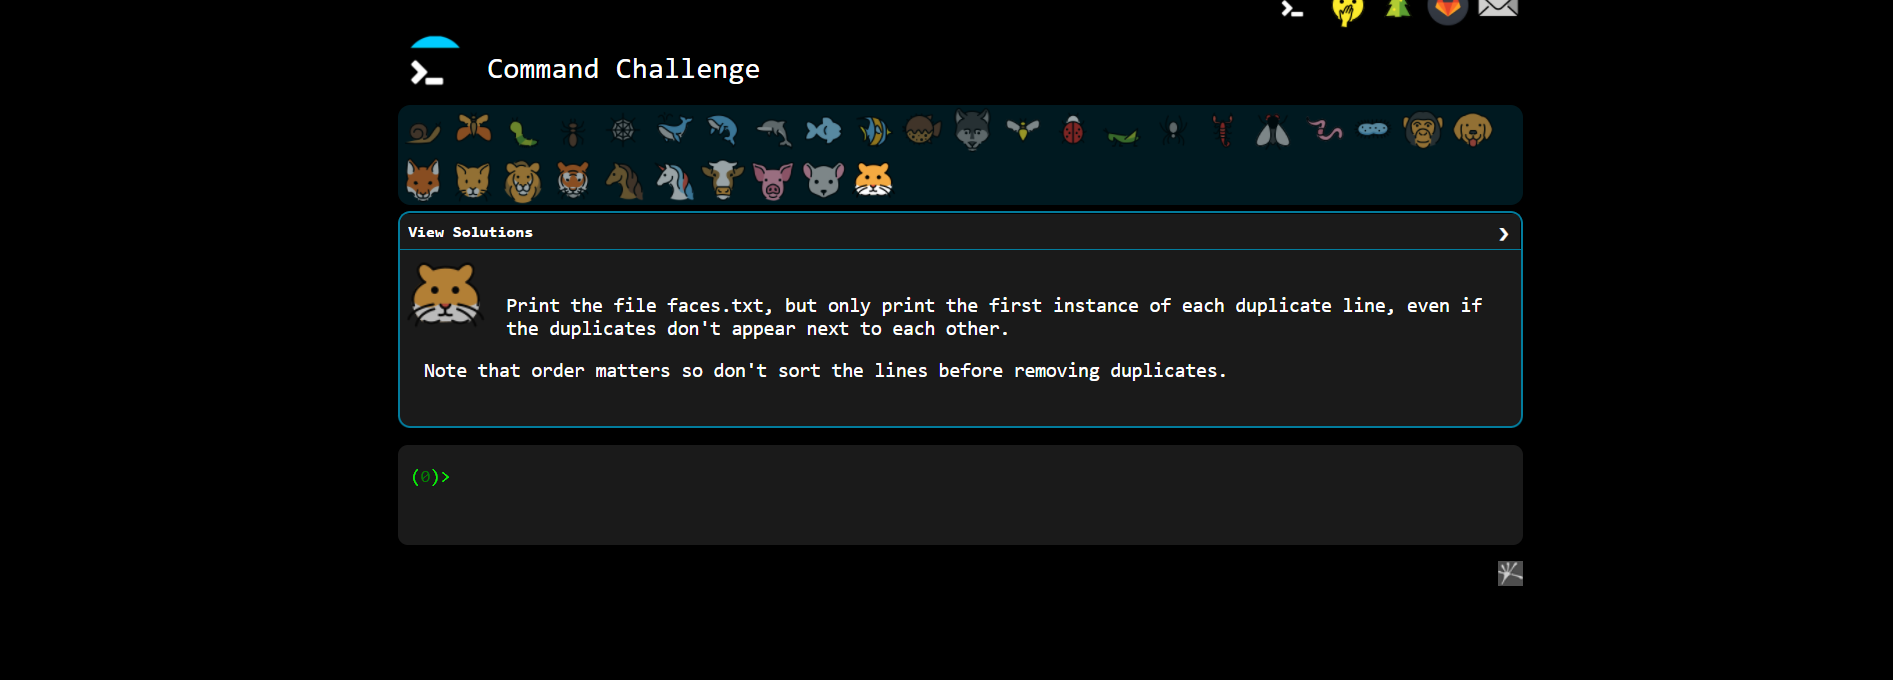 Command Challenge
View Solutions
Print the file faces.txt, but only print the first instance of each duplicate line, even if
the duplicates don't appear next to each other.
Note that order matters so don't sort the lines before removing duplicates.
(0)>